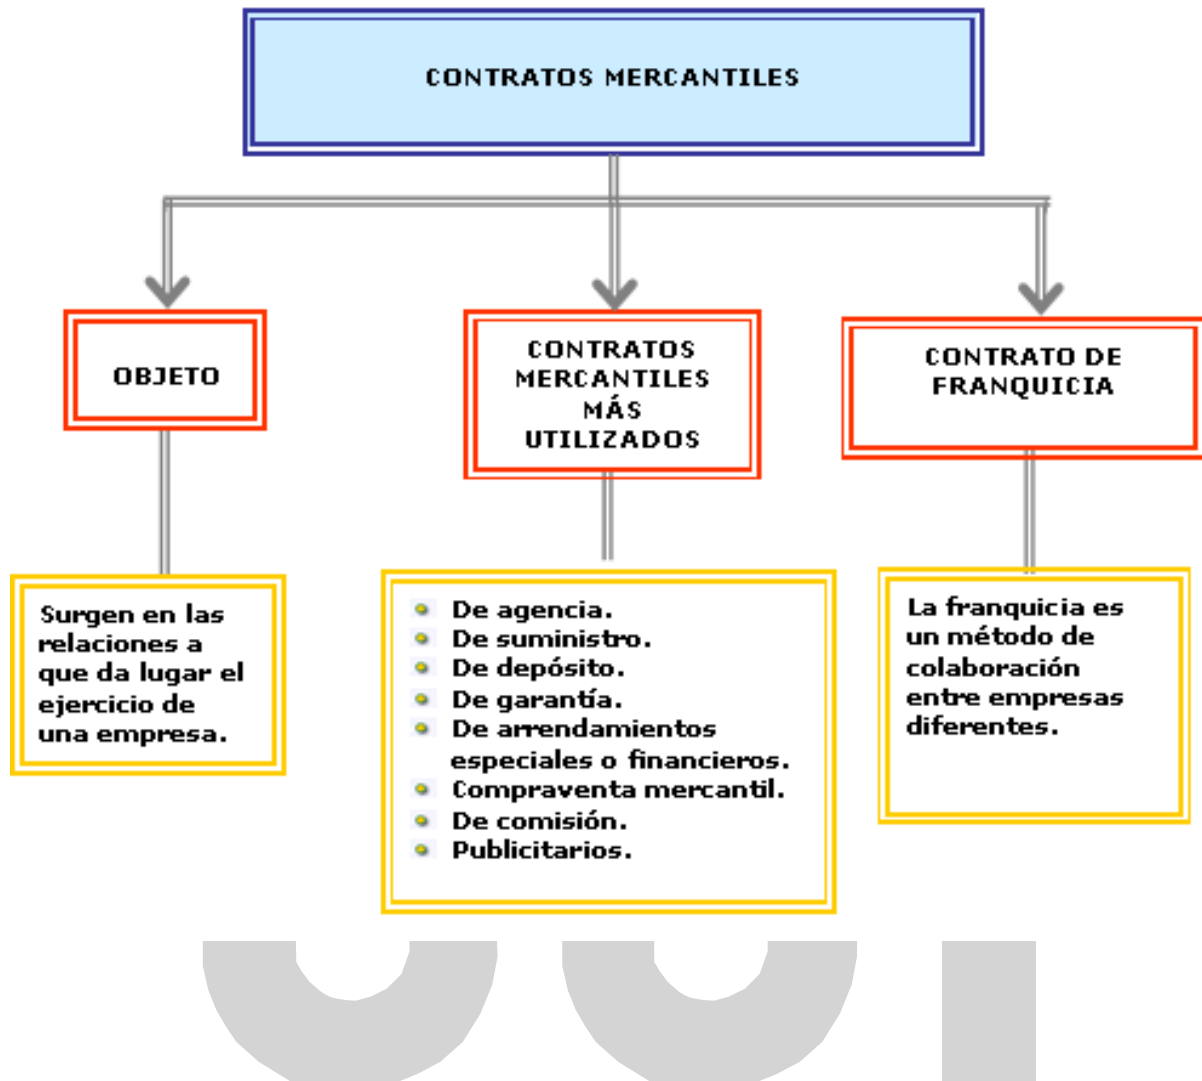 CONTRATOS MERCANTILES
OBJETO
CONTRATOS
MERCANTILES
MÁS
UTILIZADOS
CONTRATO DE
FRANQUICIA
Surgen en las
relaciones a
que da lugar el
ejercicio de
una empresa.
De agencia.
De suministro.
De depósito.
De garantía.
De arrendamientos
especiales o financieros.
Compraventa mercantil.
De comisión.
Publicitarios.
La franquicia es
un método de
colaboración
entre empresas
diferentes.